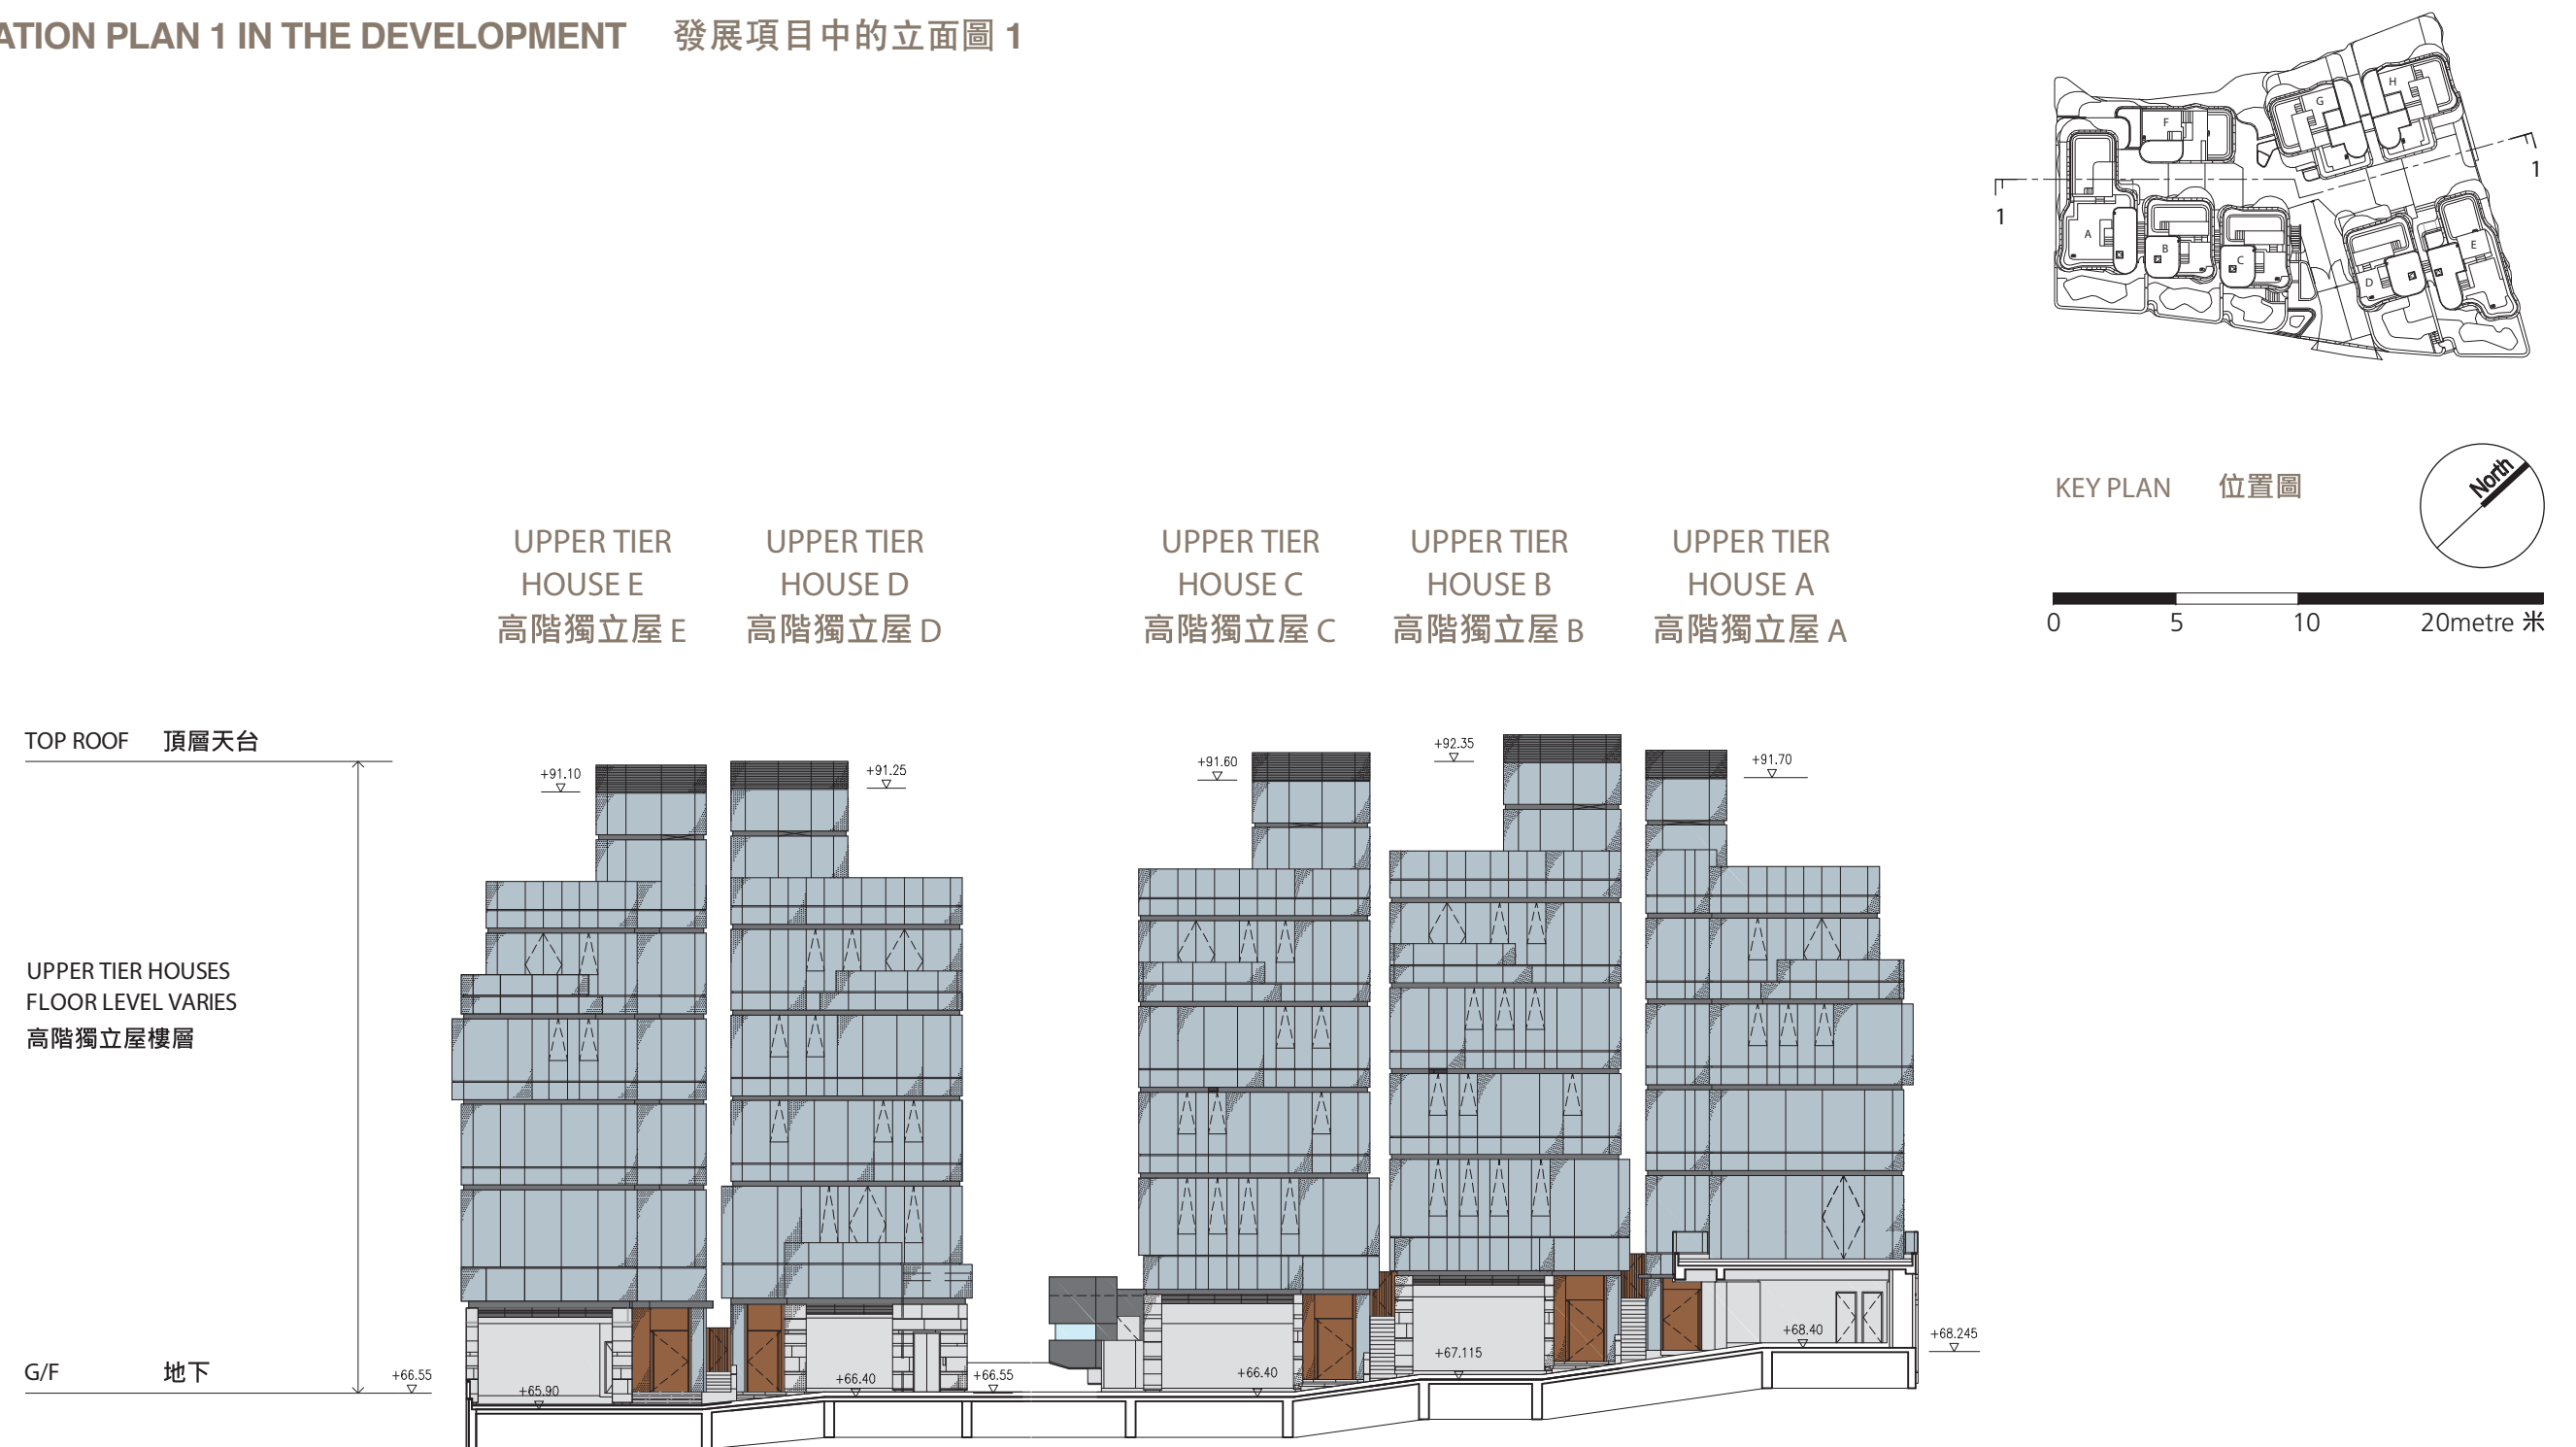 ATION PLAN 1 IN THE DEVELOPMENT 發展項目中的立面圖 1
H
G
F
1
1
A
B
C
D
E
KEY PLAN 位置圖
North
0 5 10 20metre 米
UPPER TIER
HOUSE E
高階獨立屋 E
UPPER TIER
HOUSE D
高階獨立屋 D
UPPER TIER
HOUSE C
高階獨立屋 C
UPPER TIER
HOUSE B
高階獨立屋 B
UPPER TIER
HOUSE A
高階獨立屋 A
TOP ROOF 頂層天台
+91.10
+91.25
+91.60
+92.35
+91.70
UPPER TIER HOUSES
FLOOR LEVEL VARIES
高階獨立屋樓層
G/F 地下
+66.55
+65.90
+66.40
+66.55
+66.40
+67.115
+68.40
+68.245